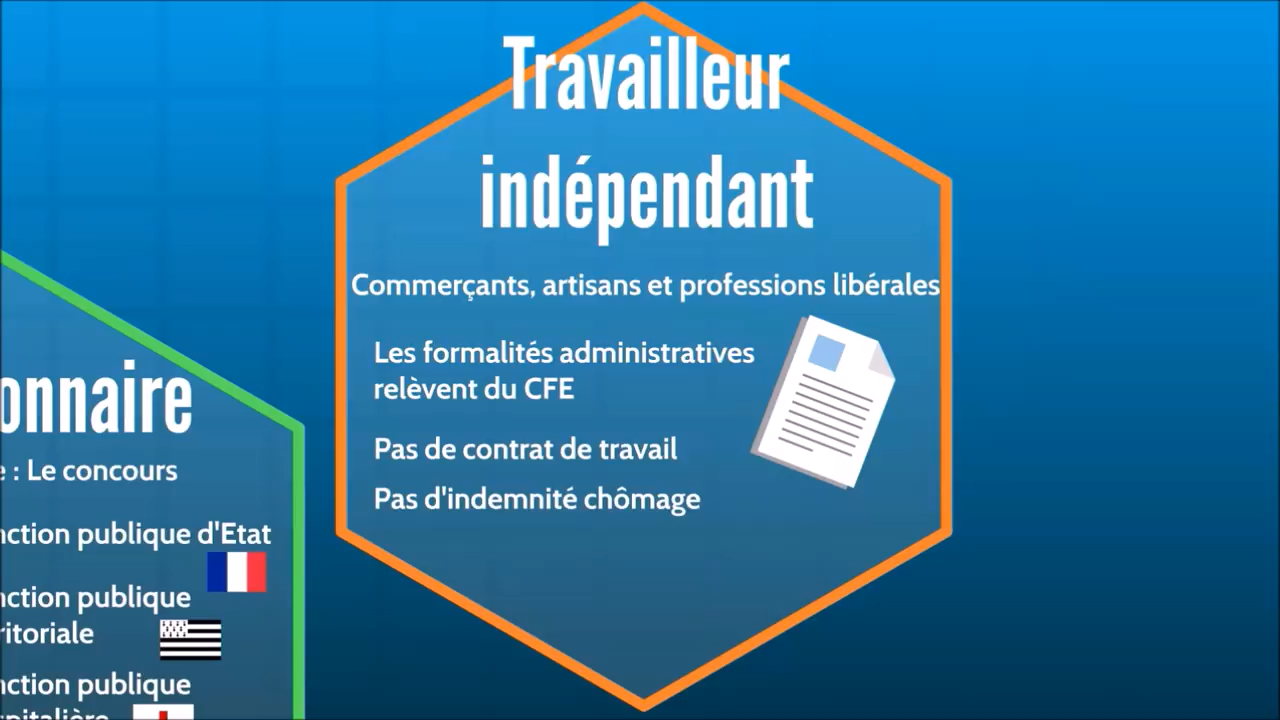 Travailleur
indépendant
Commerçants, artisans et professions libérales
Les formalités administratives
relèvent du CFE
Pas de contrat de travail
Pas d'indemnité chômage
onnaire
e : Le concours
nction publique d'Etat
nction publique
ritoriale
nction publique
spitalière